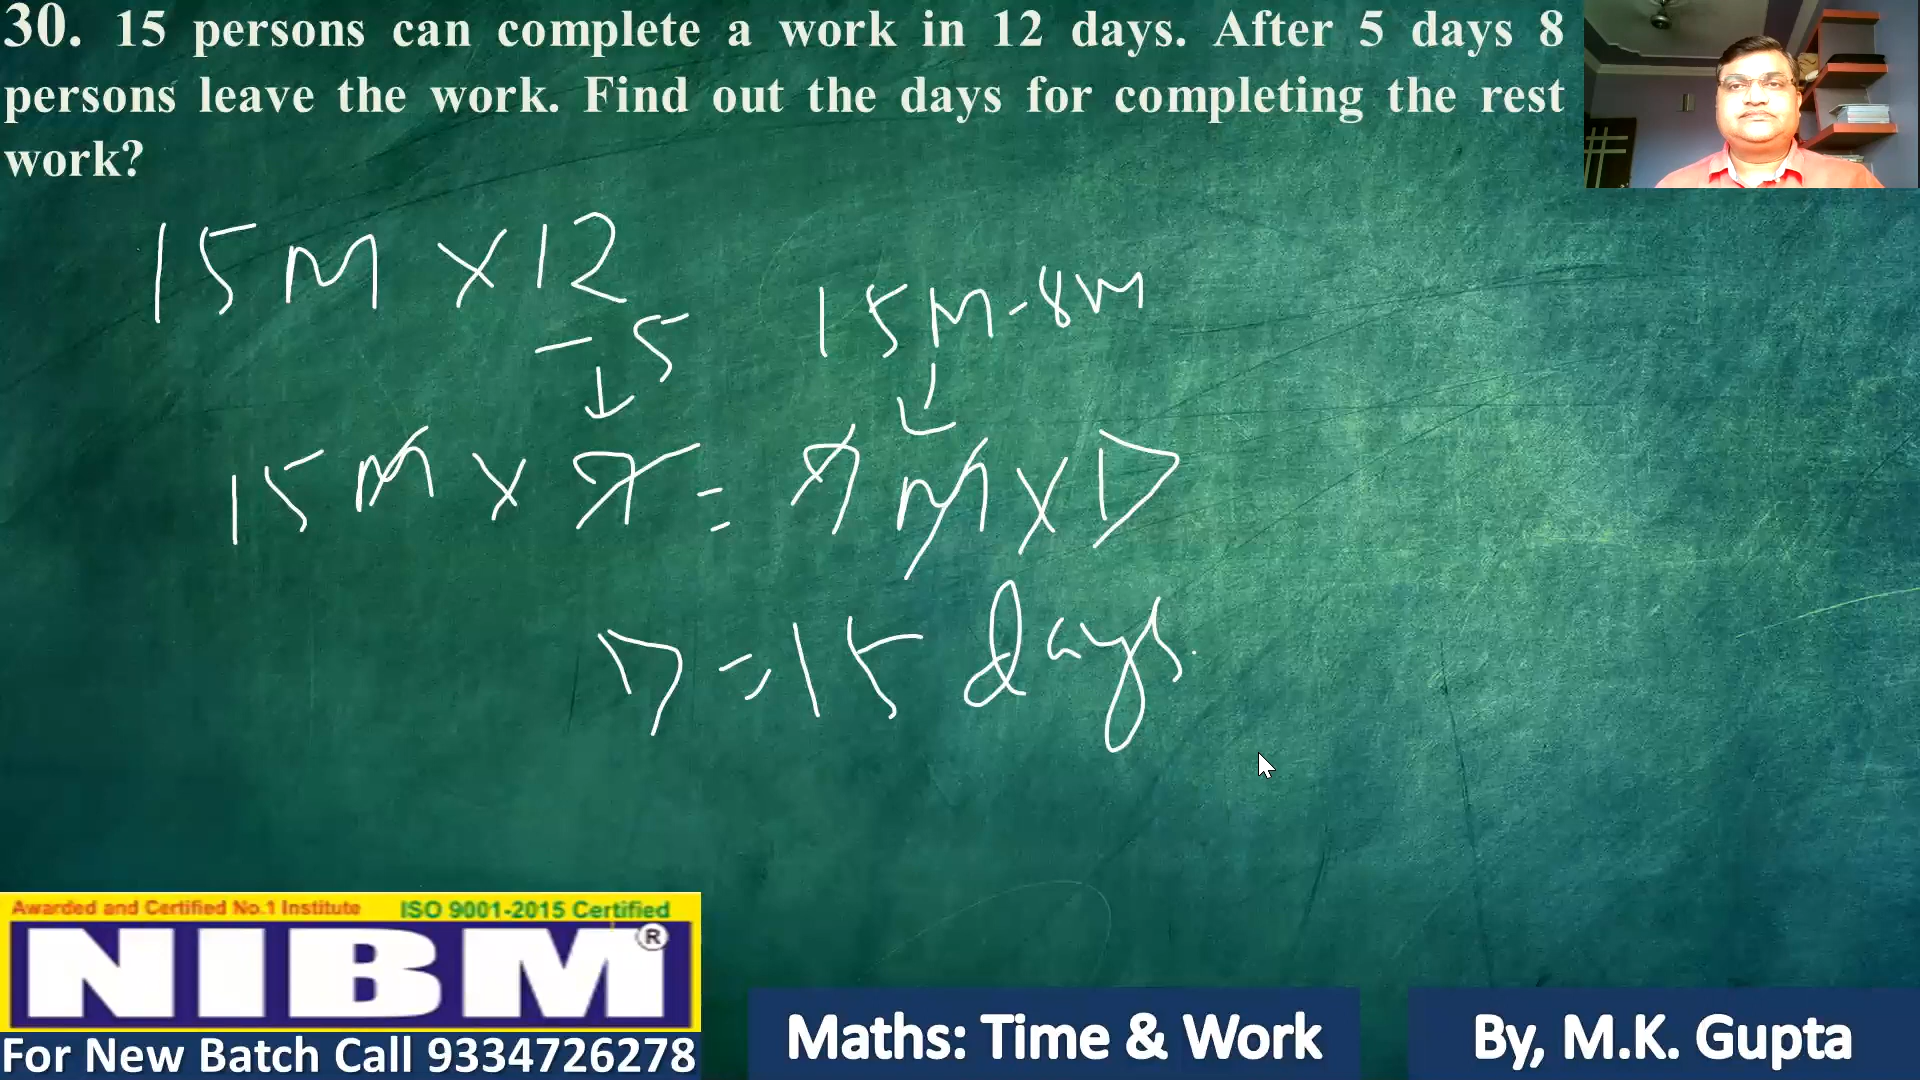 30. 15 persons can complete a work in 12 days. After 5 days 8
persons leave the work. Find out the days for completing the rest
work?
15M × 12
- 5
15M - 8M
15M × 7 = 7M × D
D = 15 days.
Awarded and Certified No.1 Institute ISO 9001-2015 Certified
NIBM®
For New Batch Call 9334726278
Maths: Time & Work
By, M.K. Gupta